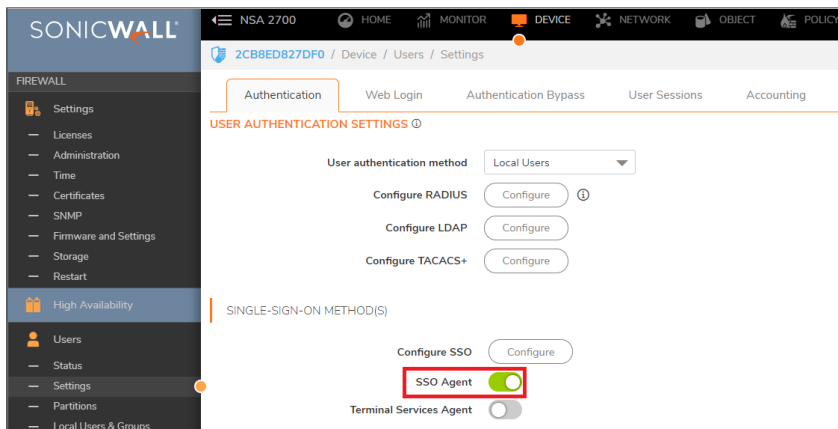 SONICWALL
NSA 2700 HOME MONITOR DEVICE NETWORK OBJECT POLICY
2CB8ED827DF0 / Device / Users / Settings
FIREWALL
Settings
Licenses
Administration
Time
Certificates
SNMP
Firmware and Settings
Storage
Restart
High Availability
Users
Status
Settings
Partitions
Local Users & Groups
Authentication Web Login Authentication Bypass User Sessions Accounting
USER AUTHENTICATION SETTINGS
User authentication method Local Users
Configure RADIUS Configure
Configure LDAP Configure
Configure TACACS+ Configure
SINGLE-SIGN-ON METHOD(S)
Configure SSO Configure
SSO Agent
Terminal Services Agent